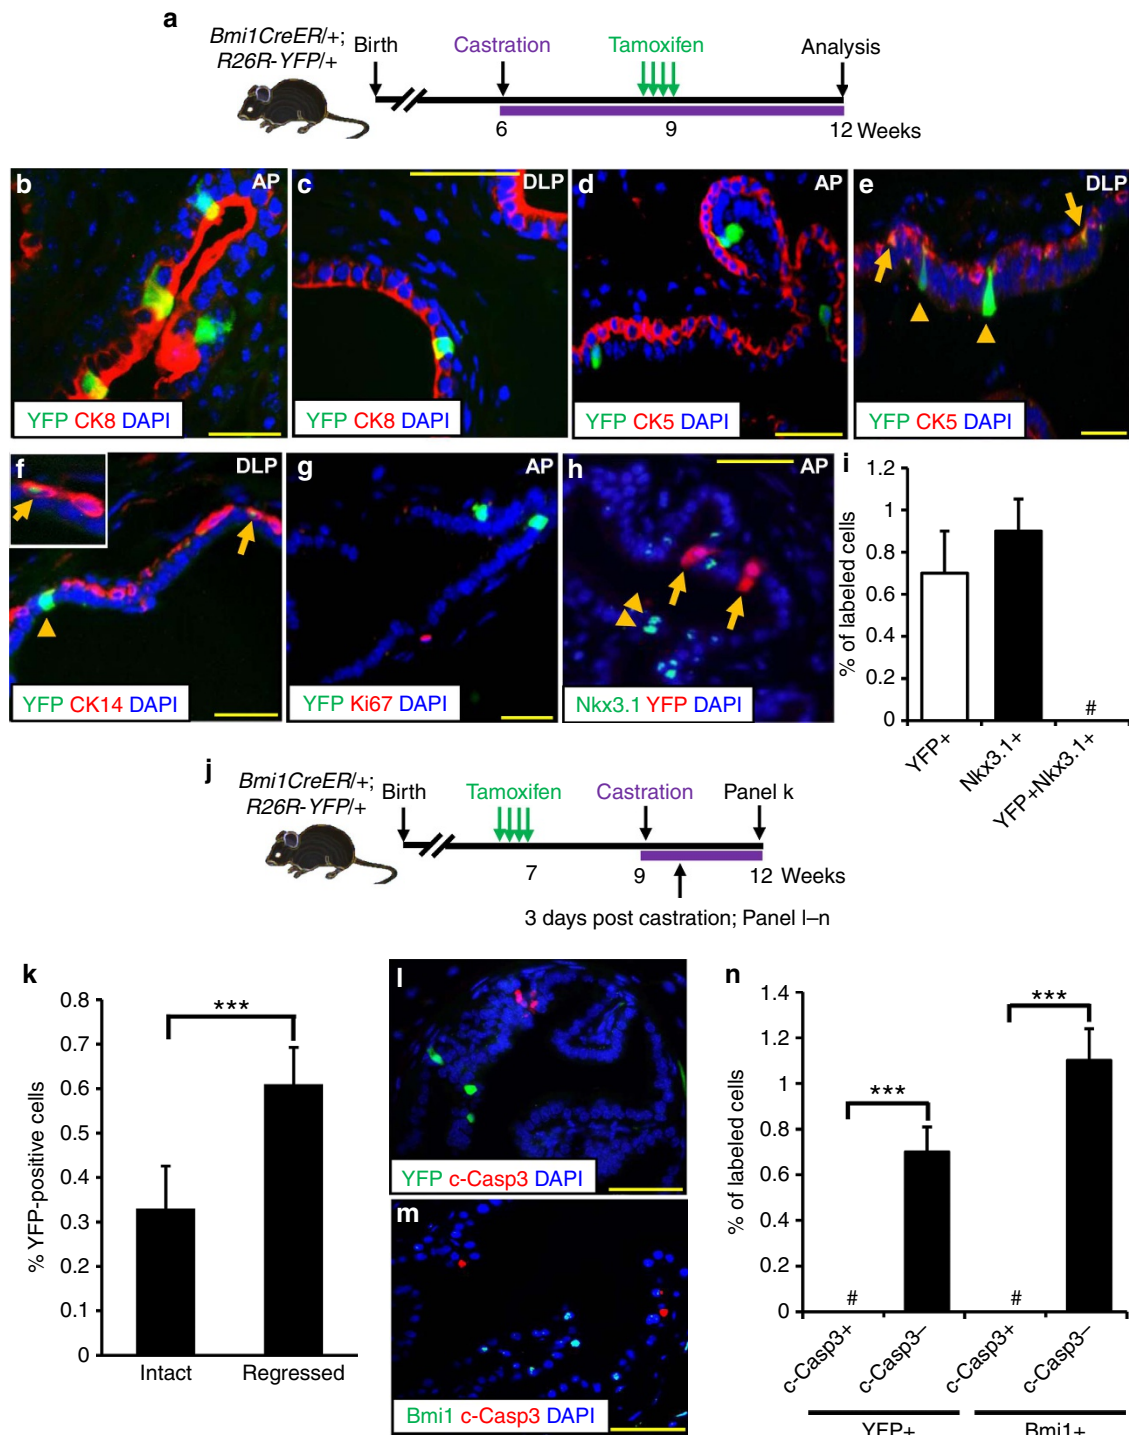 a
Bmi1CreER/+;
R26R-YFP/+
Birth
Castration
Tamoxifen
Analysis
6
9
12 Weeks
b
AP
YFP CK8 DAPI
c
DLP
YFP CK8 DAPI
d
AP
YFP CK5 DAPI
e
DLP
YFP CK5 DAPI
f
DLP
YFP CK14 DAPI
g
AP
YFP Ki67 DAPI
h
AP
Nkx3.1 YFP DAPI
i
% of labeled cells
1.2
1
0.8
0.6
0.4
0.2
0
#
YFP+
Nkx3.1+
YFP+Nkx3.1+
j
Bmi1CreER/+;
R26R-YFP/+
Birth
Tamoxifen
Castration
Panel k
7
9
12 Weeks
3 days post castration; Panel l–n
k
% YFP-positive cells
0.8
0.7
0.6
0.5
0.4
0.3
0.2
0.1
0
***
Intact
Regressed
l
YFP c-Casp3 DAPI
m
Bmi1 c-Casp3 DAPI
n
% of labeled cells
1.4
1.2
1
0.8
0.6
0.4
0.2
0
***
***
#
#
c-Casp3+
c-Casp3–
c-Casp3+
c-Casp3–
YFP+
Bmi1+